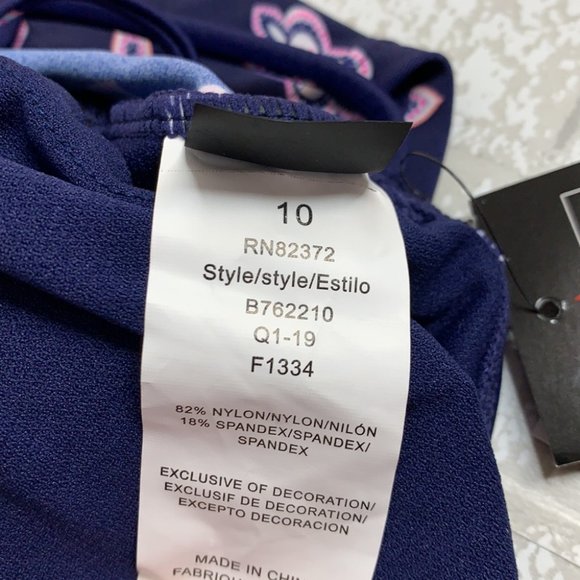 10
RN82372
Style/style/Estilo
B762210
Q1-19
F1334
82% NYLON/NYLON/NILÓN
18% SPANDEX/SPANDEX/
SPANDEX
EXCLUSIVE OF DECORATION/
EXCLUSIF DE DECORATION/
EXCEPTO DECORACION
MADE IN CHIN